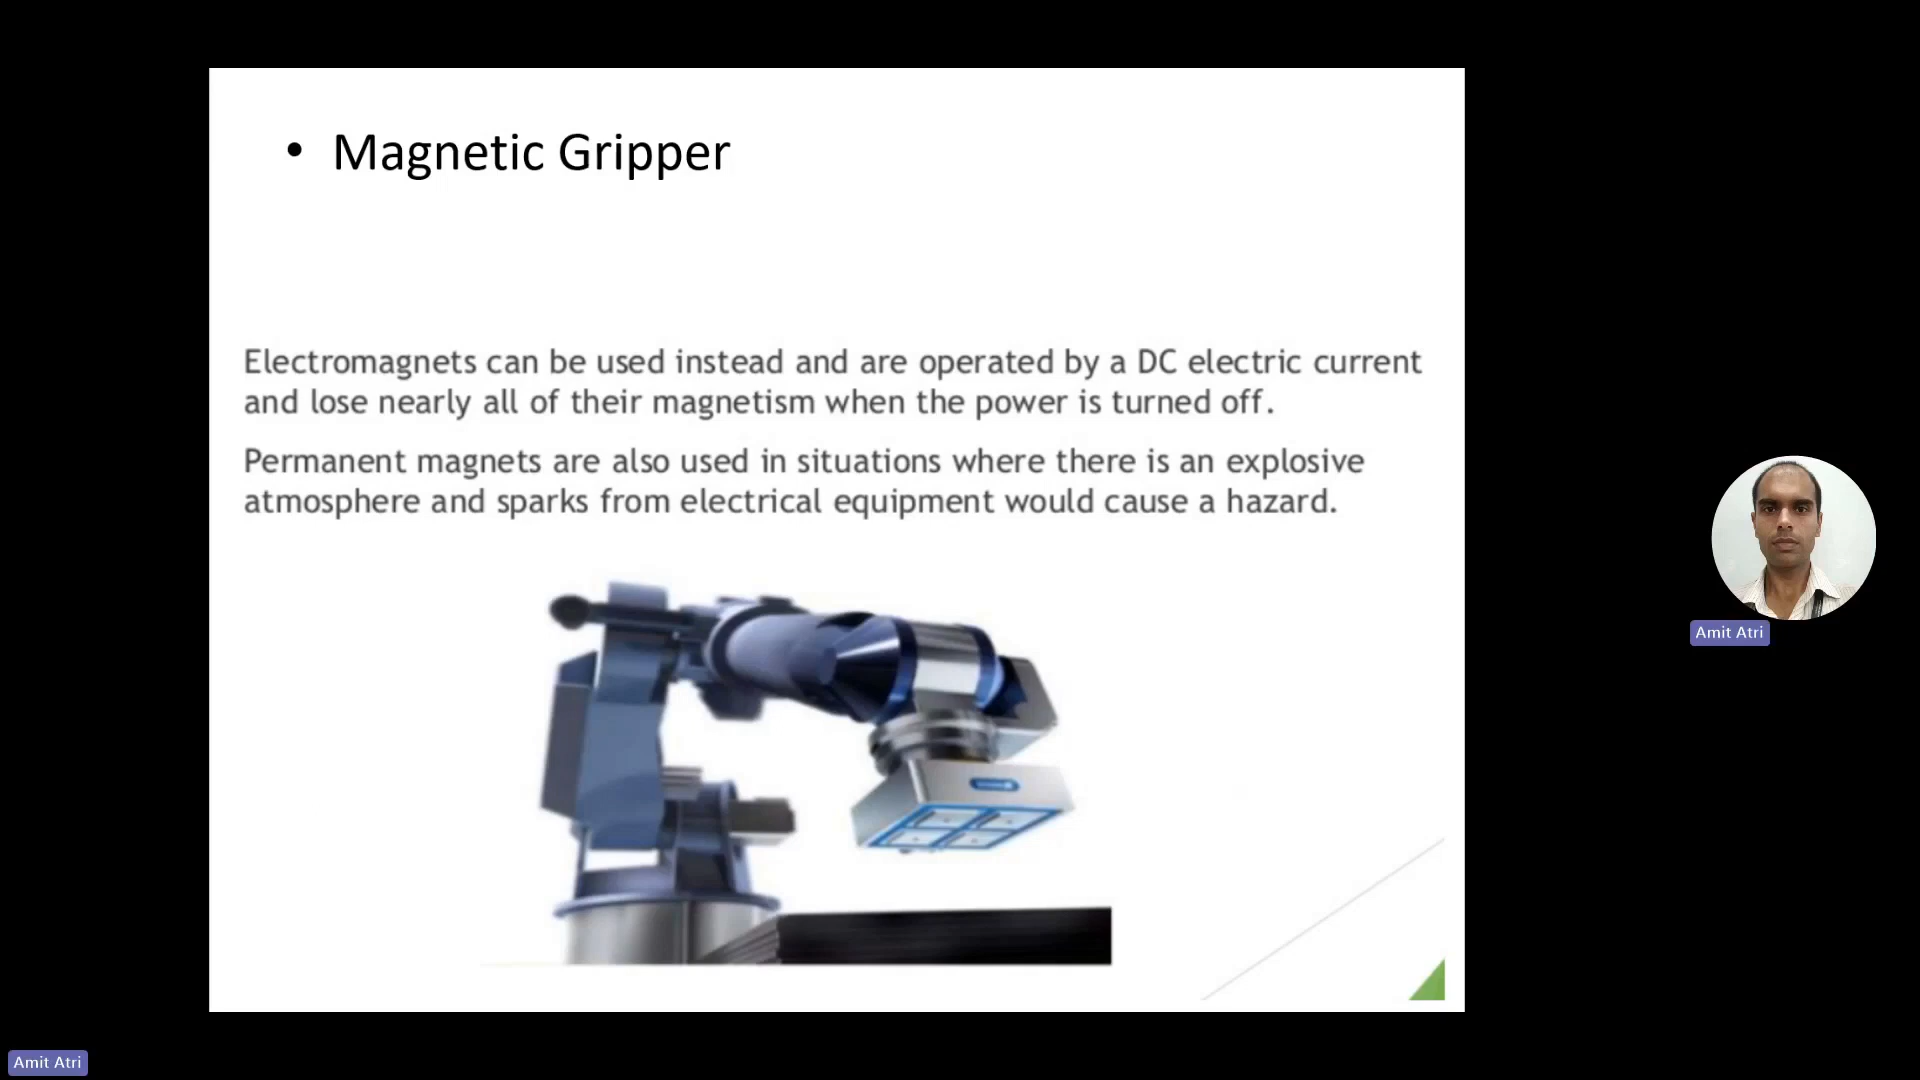 • Magnetic Gripper
Electromagnets can be used instead and are operated by a DC electric current
and lose nearly all of their magnetism when the power is turned off.
Permanent magnets are also used in situations where there is an explosive
atmosphere and sparks from electrical equipment would cause a hazard.
Amit Atri
Amit Atri